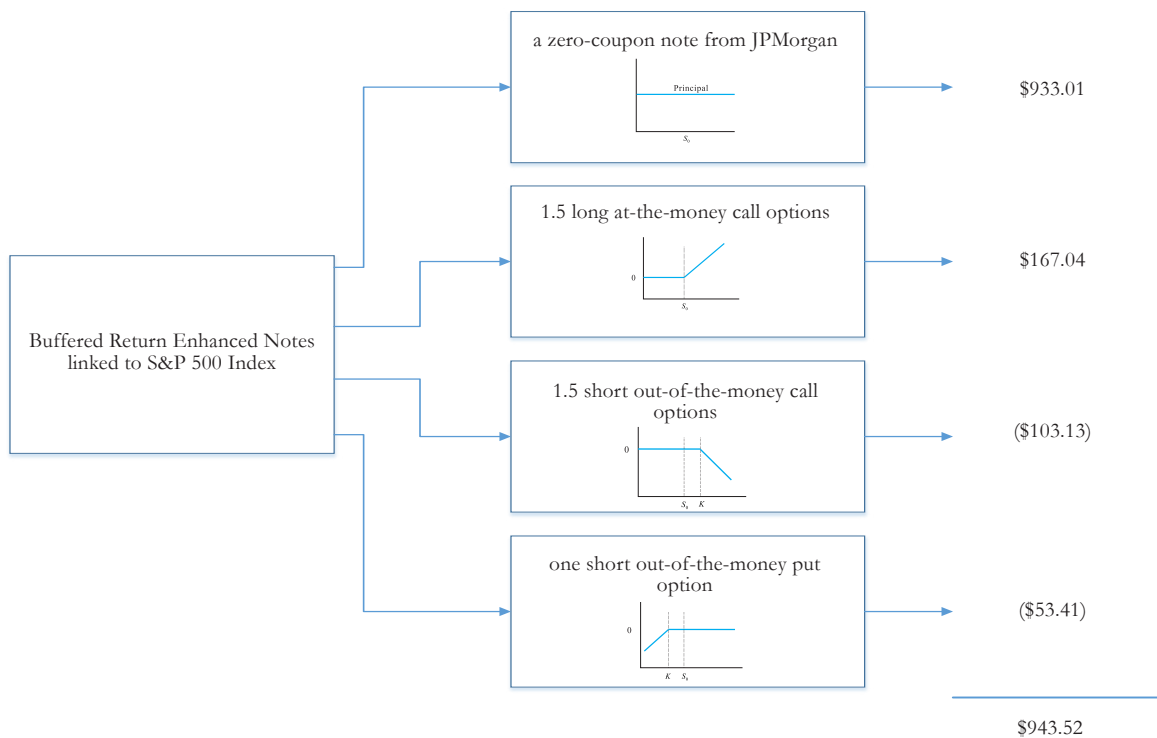 a zero-coupon note from JPMorgan
Principal
S₀
$933.01
1.5 long at-the-money call options
0
S₀
$167.04
Buffered Return Enhanced Notes
linked to S&P 500 Index
1.5 short out-of-the-money call
options
0
S₀ K
($103.13)
one short out-of-the-money put
option
0
K S₀
($53.41)
$943.52